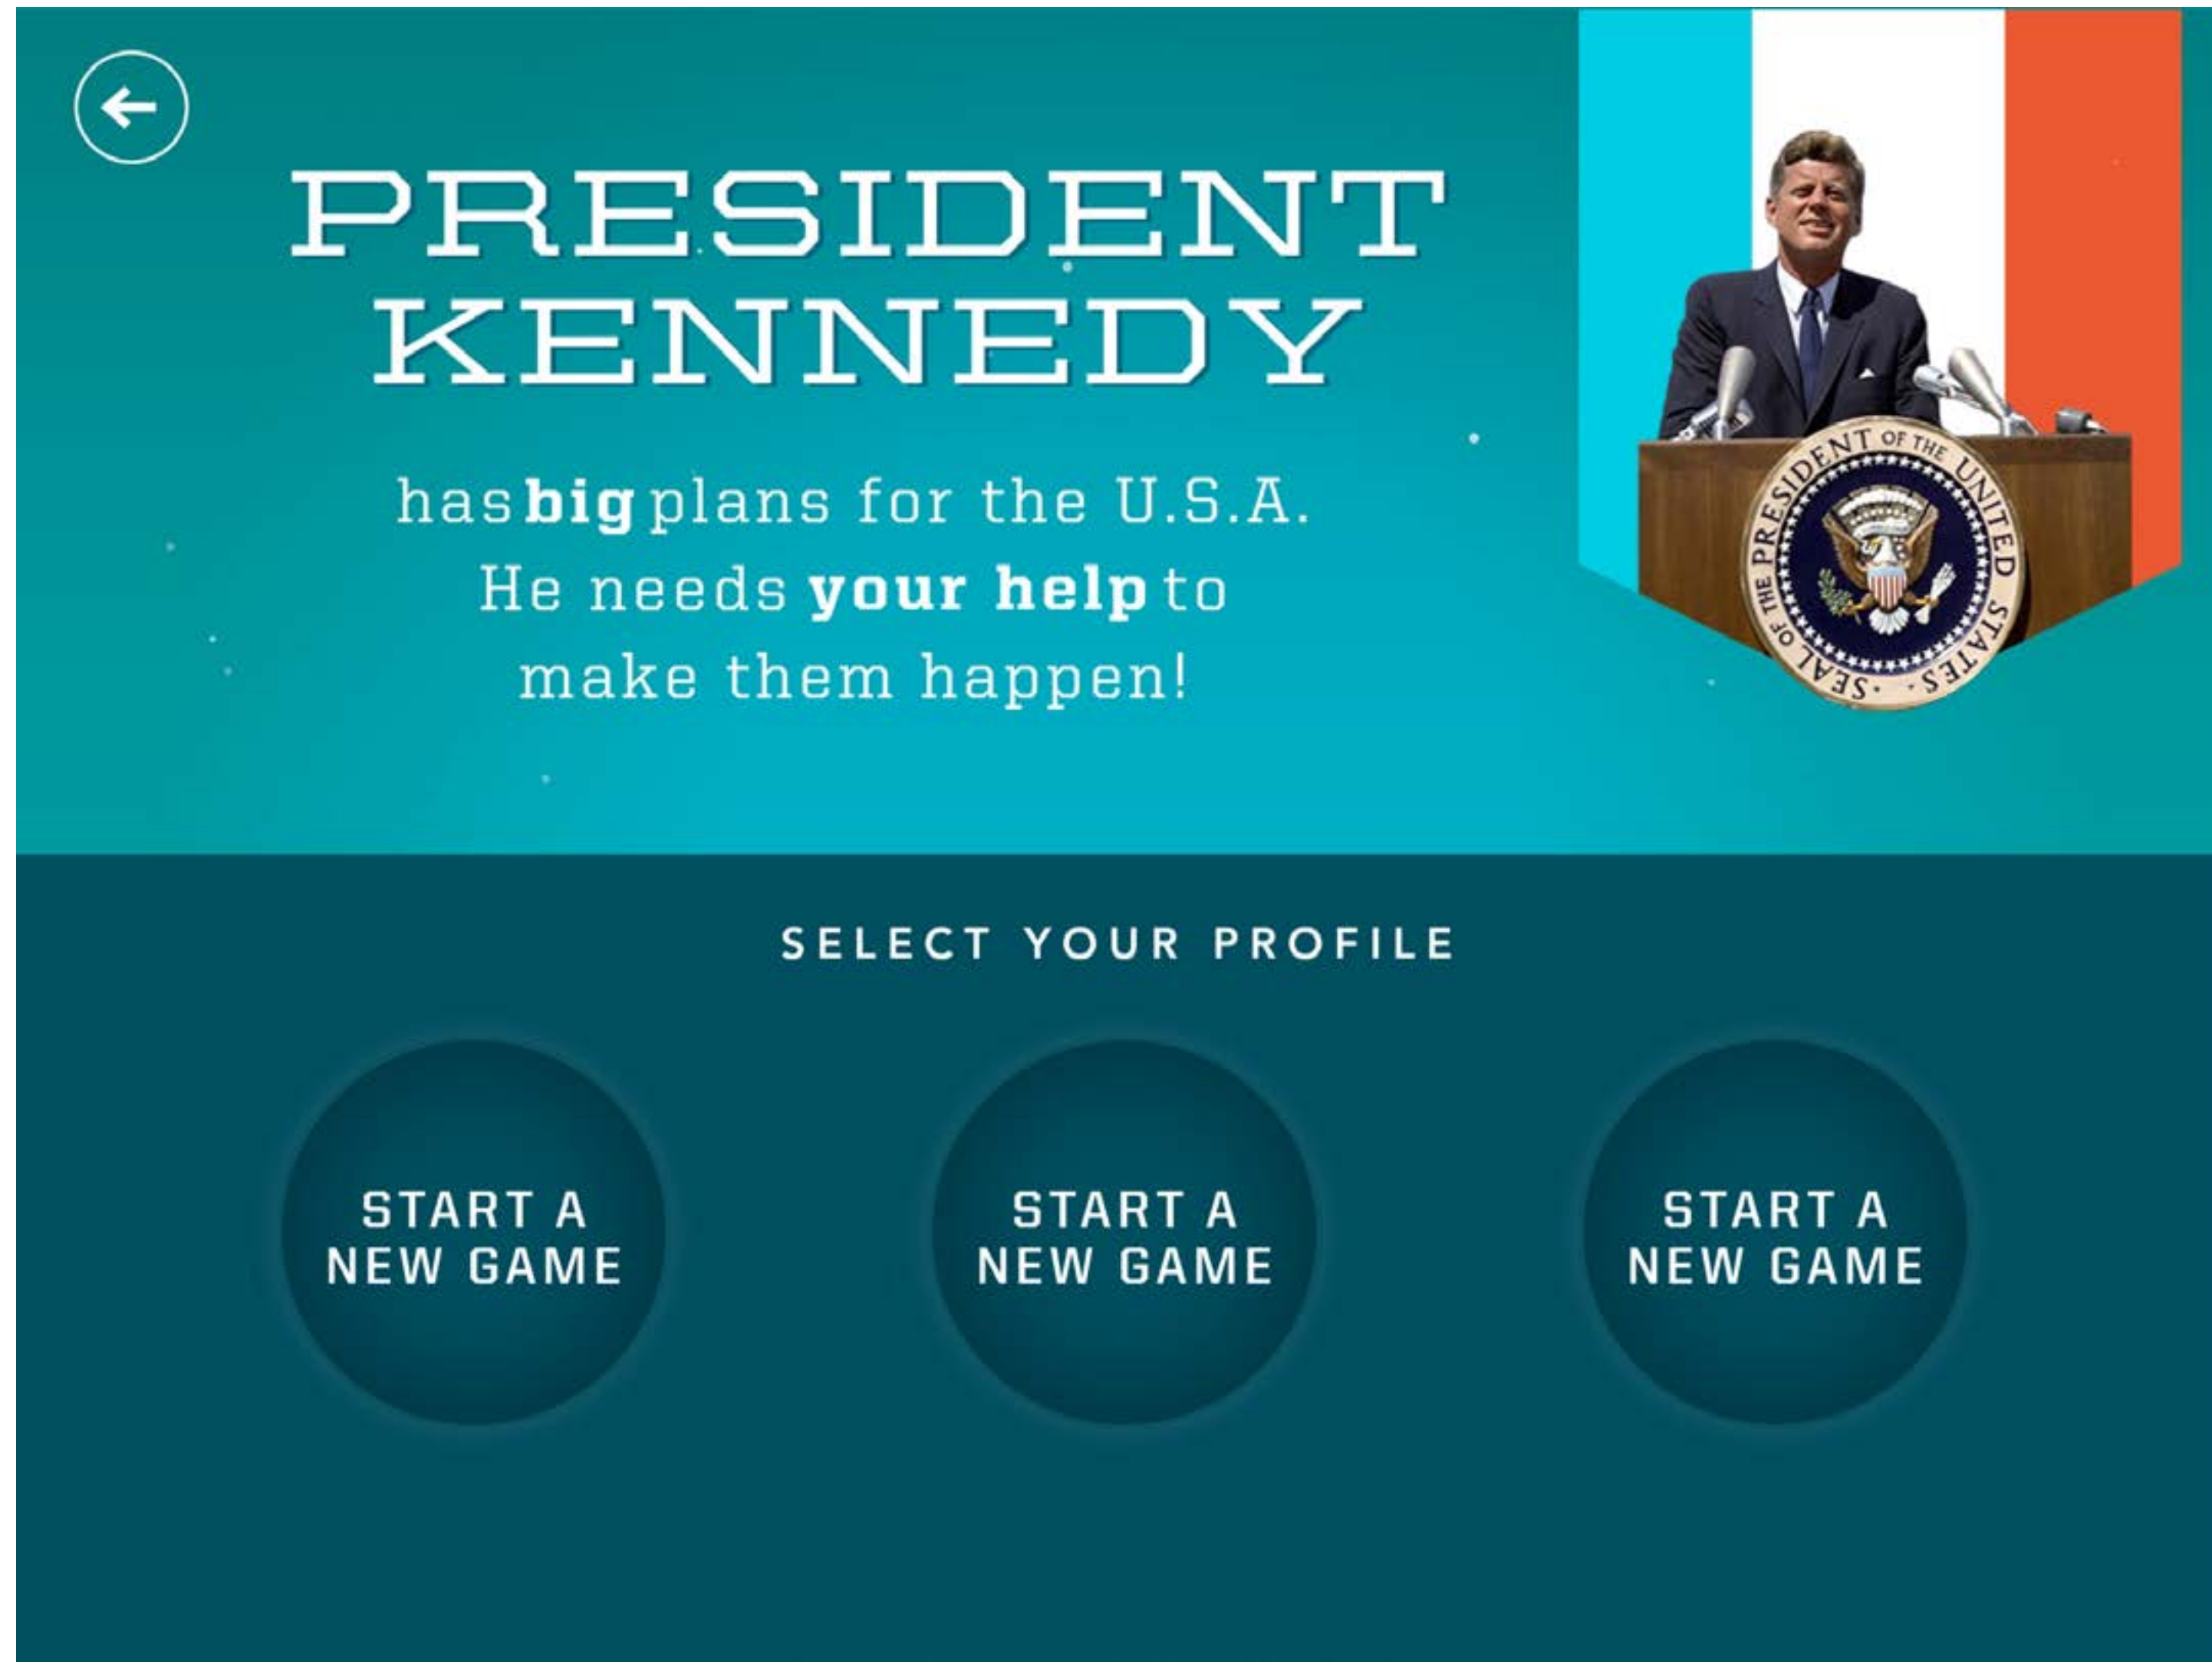 PRESIDENT
KENNEDY
has big plans for the U.S.A.
He needs your help to
make them happen!
SEAL OF THE PRESIDENT OF THE UNITED STATES
SELECT YOUR PROFILE
START A
NEW GAME
START A
NEW GAME
START A
NEW GAME